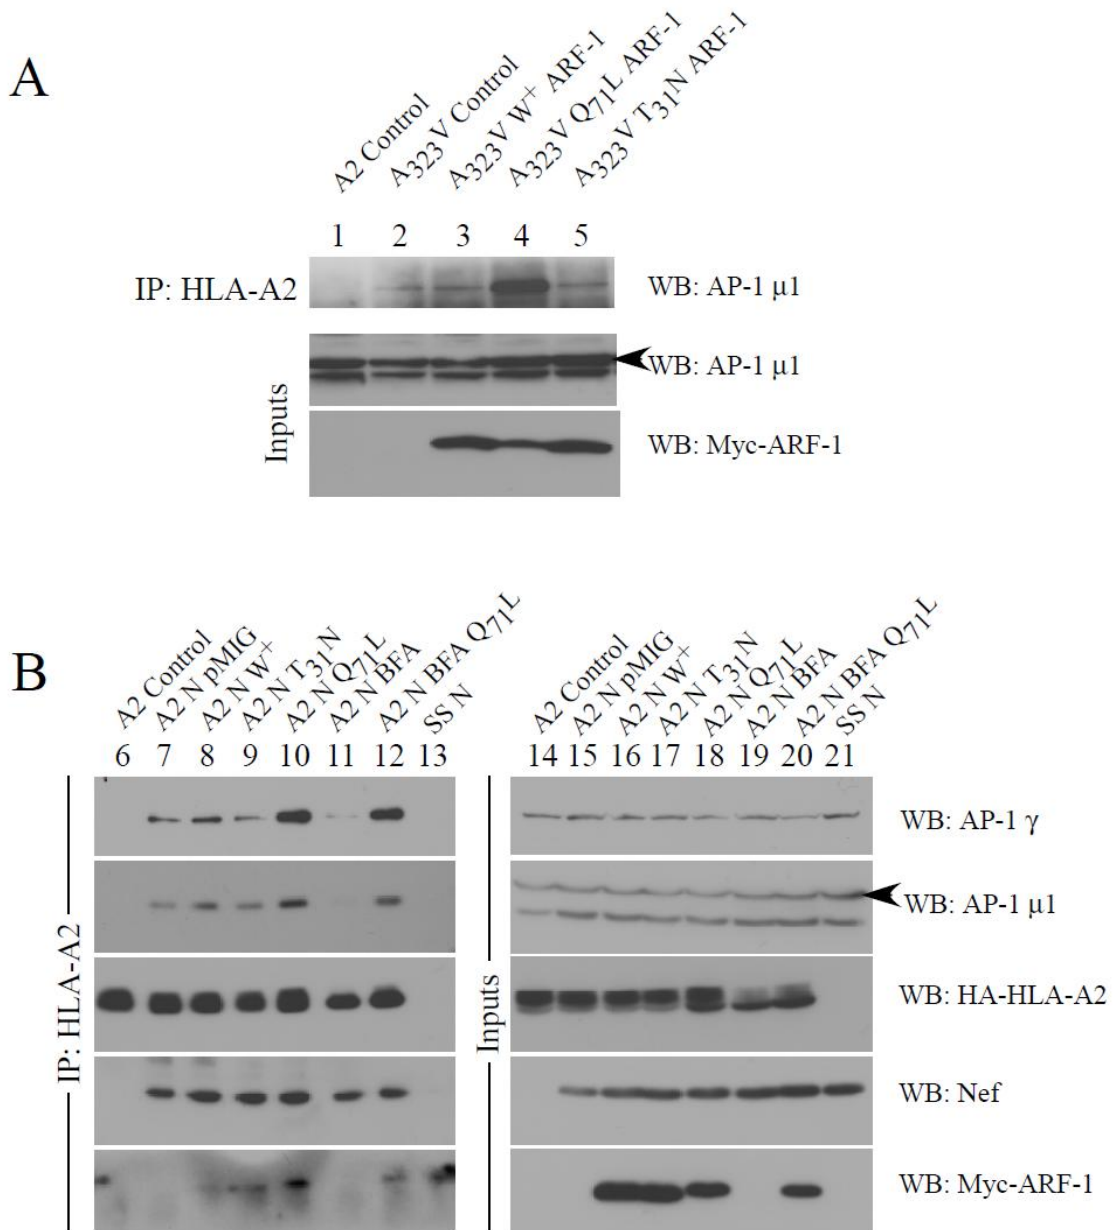 A
A2 Control
A323V Control
A323V W+ ARF-1
A323V Q71L ARF-1
A323V T31N ARF-1
1 2 3 4 5
IP: HLA-A2
WB: AP-1 μ1
Inputs
WB: AP-1 μ1
WB: Myc-ARF-1
B
A2 Control
A2 N pMIG
A2 N W+
A2 N T31N
A2 N Q71L
A2 N BFA
A2 N BFA Q71L
SS N
6 7 8 9 10 11 12 13
IP: HLA-A2
A2 Control
A2 N pMIG
A2 N W+
A2 N T31N
A2 N Q71L
A2 N BFA
A2 N BFA Q71L
SS N
14 15 16 17 18 19 20 21
Inputs
WB: AP-1 γ
WB: AP-1 μ1
WB: HA-HLA-A2
WB: Nef
WB: Myc-ARF-1